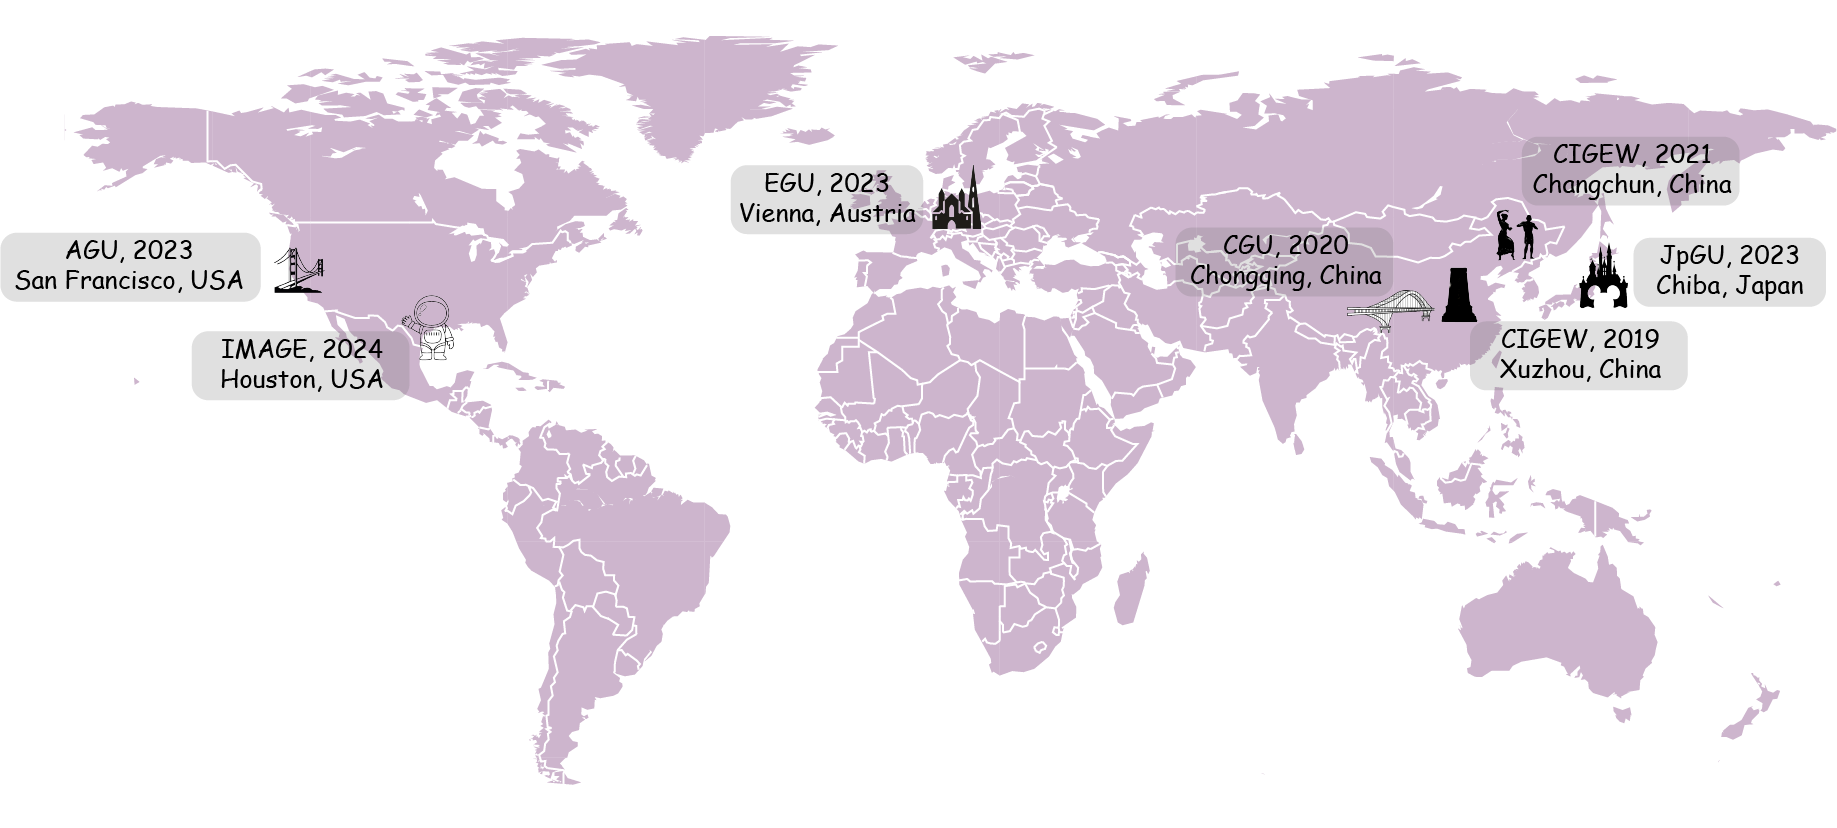 CIGEW, 2021
Changchun, China
EGU, 2023
Vienna, Austria
AGU, 2023
San Francisco, USA
CGU, 2020
Chongqing, China
JpGU, 2023
Chiba, Japan
IMAGE, 2024
Houston, USA
CIGEW, 2019
Xuzhou, China